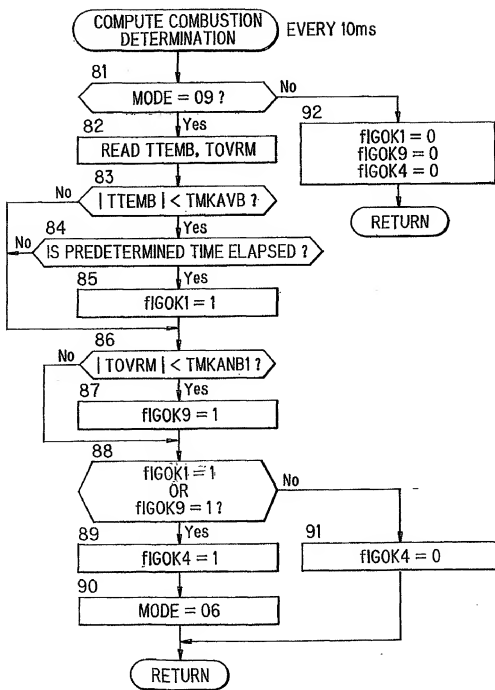 COMPUTE COMBUSTION
DETERMINATION
EVERY 10ms
81
MODE = 09 ?
No
Yes
82
READ TTEMB, TOVRM
92
fIGOK1 = 0
fIGOK9 = 0
fIGOK4 = 0
RETURN
83
No
| TTEMB | < TMKAVB ?
Yes
84
No
IS PREDETERMINED TIME ELAPSED ?
Yes
85
fIGOK1 = 1
86
No
| TOVRM | < TMKANB1 ?
Yes
87
fIGOK9 = 1
88
fIGOK1 = 1
OR
fIGOK9 = 1 ?
No
Yes
89
fIGOK4 = 1
91
fIGOK4 = 0
90
MODE = 06
RETURN